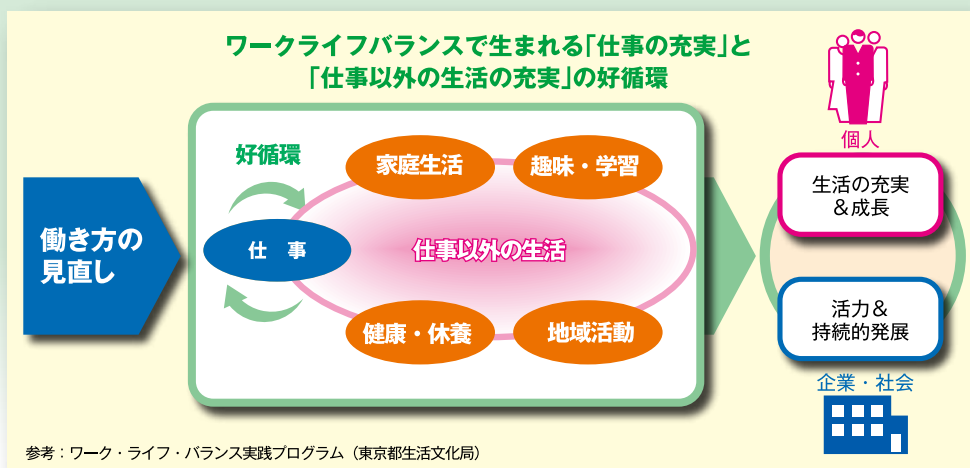 ワークライフバランスで生まれる「仕事の充実」と
「仕事以外の生活の充実」の好循環
働き方の
見直し
好循環
仕 事
家庭生活
趣味・学習
仕事以外の生活
健康・休養
地域活動
個人
生活の充実
＆成長
活力＆
持続的発展
企業・社会
参考：ワーク・ライフ・バランス実践プログラム（東京都生活文化局）